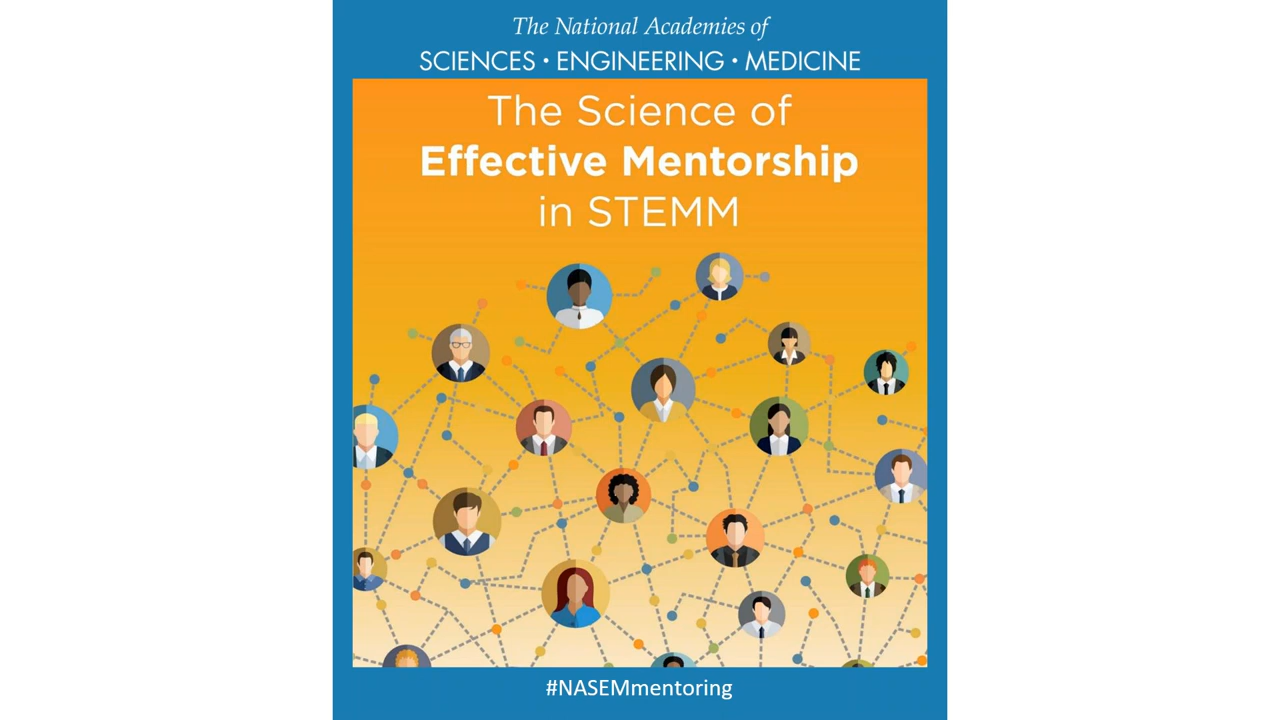 The National Academies of
SCIENCES • ENGINEERING • MEDICINE
The Science of
Effective Mentorship
in STEMM
#NASEMmentoring